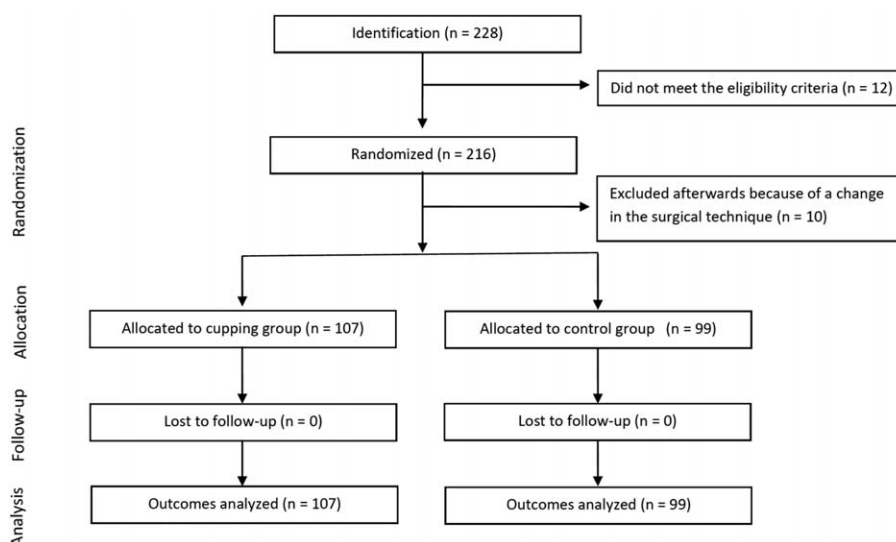 Identification (n = 228)
Did not meet the eligibility criteria (n = 12)
Randomization
Randomized (n = 216)
Excluded afterwards because of a change
in the surgical technique (n = 10)
Allocation
Allocated to cupping group (n = 107)
Allocated to control group (n = 99)
Follow-up
Lost to follow-up (n = 0)
Lost to follow-up (n = 0)
Analysis
Outcomes analyzed (n = 107)
Outcomes analyzed (n = 99)